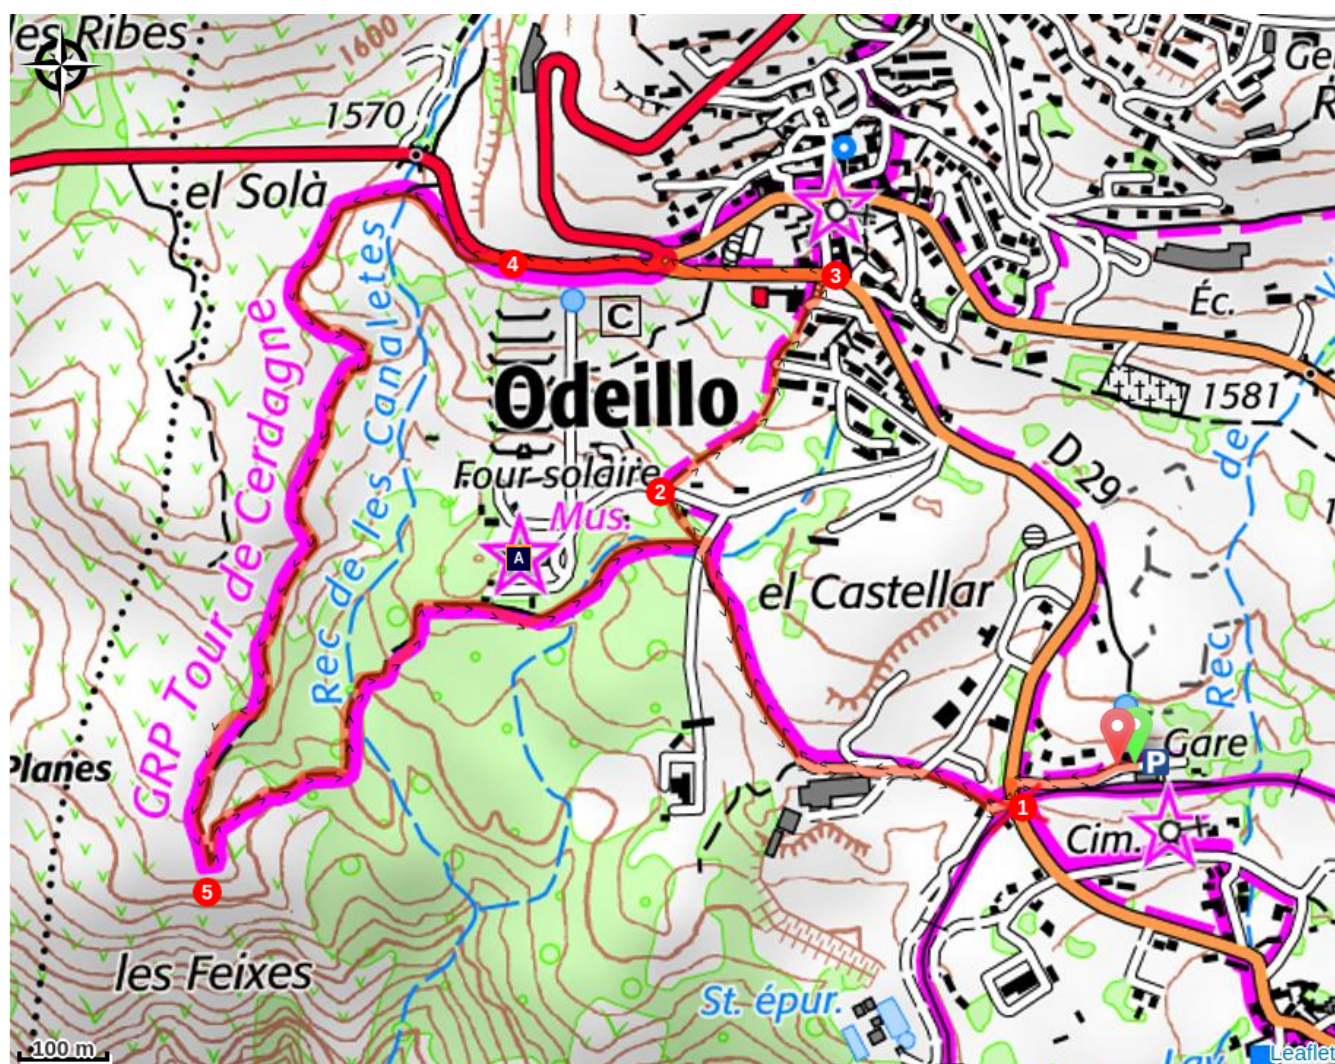 es Ribes
1600
1570
el Solà
Ge
R
4
3
C
Éc.
1581
Odeillo
D 29
Four solaire
2
Mus.
A
GRP Tour de Cerdagne
Rec de les Canaletes
el Castellar
Rec de
Planes
Gare
P
1
Cim.
5
les Feixes
St. épur.
100 m
Leaflet